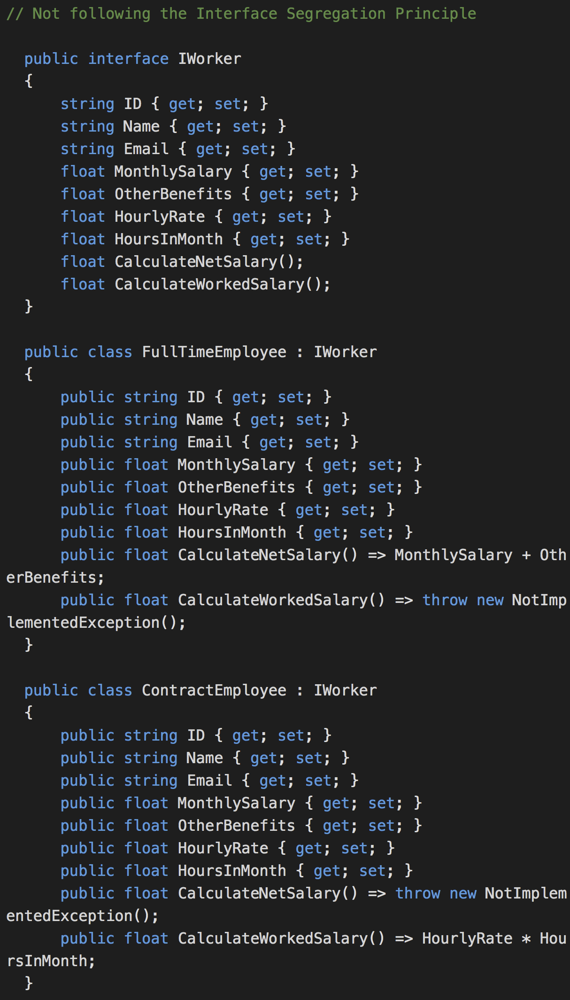 // Not following the Interface Segregation Principle

  public interface IWorker
  {
      string ID { get; set; }
      string Name { get; set; }
      string Email { get; set; }
      float MonthlySalary { get; set; }
      float OtherBenefits { get; set; }
      float HourlyRate { get; set; }
      float HoursInMonth { get; set; }
      float CalculateNetSalary();
      float CalculateWorkedSalary();
  }

  public class FullTimeEmployee : IWorker
  {
      public string ID { get; set; }
      public string Name { get; set; }
      public string Email { get; set; }
      public float MonthlySalary { get; set; }
      public float OtherBenefits { get; set; }
      public float HourlyRate { get; set; }
      public float HoursInMonth { get; set; }
      public float CalculateNetSalary() => MonthlySalary + Oth
erBenefits;
      public float CalculateWorkedSalary() => throw new NotImp
lementedException();
  }

  public class ContractEmployee : IWorker
  {
      public string ID { get; set; }
      public string Name { get; set; }
      public string Email { get; set; }
      public float MonthlySalary { get; set; }
      public float OtherBenefits { get; set; }
      public float HourlyRate { get; set; }
      public float HoursInMonth { get; set; }
      public float CalculateNetSalary() => throw new NotImplem
entedException();
      public float CalculateWorkedSalary() => HourlyRate * Hou
rsInMonth;
  }